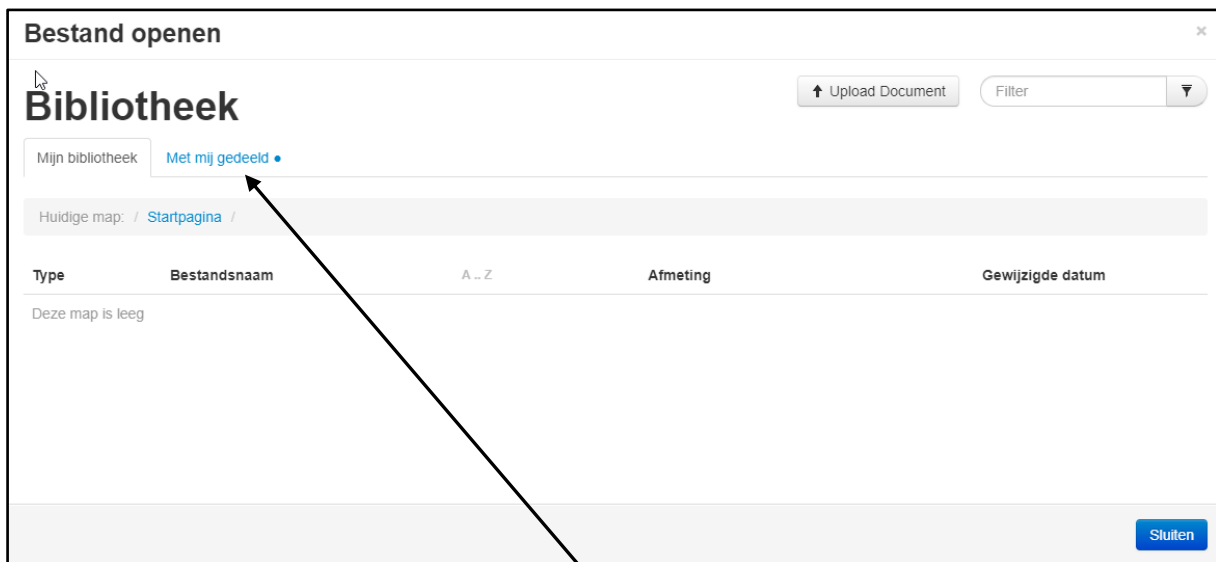 Bestand openen ×
Bibliotheek
Upload Document Filter
Mijn bibliotheek Met mij gedeeld ●
Huidige map: / Startpagina /
Type Bestandsnaam A .. Z Afmeting Gewijzigde datum
Deze map is leeg
Sluiten